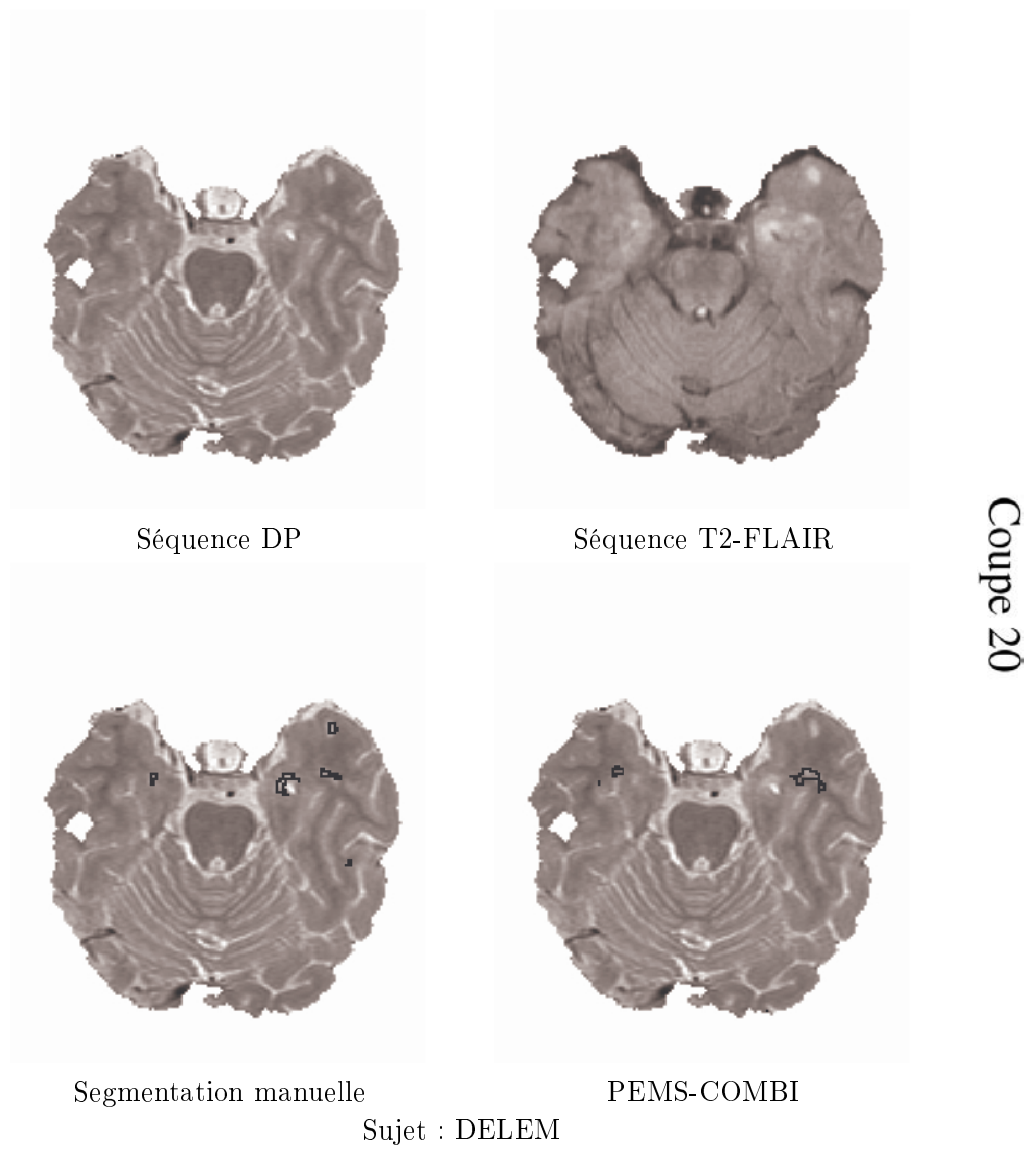 Séquence DP
Séquence T2-FLAIR
Coupe 20
Segmentation manuelle
PEMS-COMBI
Sujet : DELEM